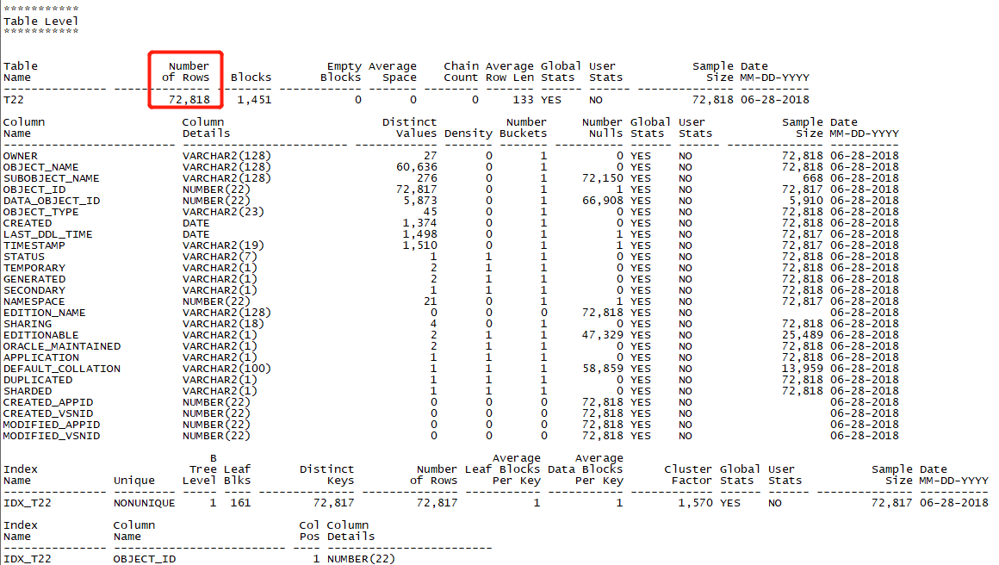 ***********
Table Level
***********
Table Number Empty Average Chain Average Global User Sample Date
Name of Rows Blocks Blocks Space Count Row Len Stats Stats Size MM-DD-YYYY
--------------- -------------- -------- ------------ ------- -------- ------- ------ ------ -------------- ----------
T22 72,818 1,451 0 0 0 133 YES NO 72,818 06-28-2018
Column Column Distinct Number Number Global User Sample Date
Name Details Values Density Buckets Nulls Stats Stats Size MM-DD-YYYY
------------------------- ------------------------ ------------ ------- ------- ---------- ------ ------ -------------- ----------
OWNER VARCHAR2(128) 27 0 1 0 YES NO 72,818 06-28-2018
OBJECT_NAME VARCHAR2(128) 60,636 0 1 0 YES NO 72,818 06-28-2018
SUBOBJECT_NAME VARCHAR2(128) 276 0 1 72,150 YES NO 668 06-28-2018
OBJECT_ID NUMBER(22) 72,817 0 1 1 YES NO 72,817 06-28-2018
DATA_OBJECT_ID NUMBER(22) 5,873 0 1 66,908 YES NO 5,910 06-28-2018
OBJECT_TYPE VARCHAR2(23) 45 0 1 0 YES NO 72,818 06-28-2018
CREATED DATE 1,374 0 1 0 YES NO 72,818 06-28-2018
LAST_DDL_TIME DATE 1,498 0 1 1 YES NO 72,817 06-28-2018
TIMESTAMP VARCHAR2(19) 1,510 0 1 1 YES NO 72,817 06-28-2018
STATUS VARCHAR2(7) 1 1 1 0 YES NO 72,818 06-28-2018
TEMPORARY VARCHAR2(1) 2 1 1 0 YES NO 72,818 06-28-2018
GENERATED VARCHAR2(1) 2 1 1 0 YES NO 72,818 06-28-2018
SECONDARY VARCHAR2(1) 1 1 1 0 YES NO 72,818 06-28-2018
NAMESPACE NUMBER(22) 21 0 1 1 YES NO 72,817 06-28-2018
EDITION_NAME VARCHAR2(128) 0 0 0 72,818 YES NO 06-28-2018
SHARING VARCHAR2(18) 4 0 1 0 YES NO 72,818 06-28-2018
EDITIONABLE VARCHAR2(1) 2 1 1 47,329 YES NO 25,489 06-28-2018
ORACLE_MAINTAINED VARCHAR2(1) 2 1 1 0 YES NO 72,818 06-28-2018
APPLICATION VARCHAR2(1) 1 1 1 0 YES NO 72,818 06-28-2018
DEFAULT_COLLATION VARCHAR2(100) 1 1 1 58,859 YES NO 13,959 06-28-2018
DUPLICATED VARCHAR2(1) 1 1 1 0 YES NO 72,818 06-28-2018
SHARDED VARCHAR2(1) 1 1 1 0 YES NO 72,818 06-28-2018
CREATED_APPID NUMBER(22) 0 0 0 72,818 YES NO 06-28-2018
CREATED_VSNID NUMBER(22) 0 0 0 72,818 YES NO 06-28-2018
MODIFIED_APPID NUMBER(22) 0 0 0 72,818 YES NO 06-28-2018
MODIFIED_VSNID NUMBER(22) 0 0 0 72,818 YES NO 06-28-2018
B Average Average
Index Tree Leaf Distinct Number Leaf Blocks Data Blocks Cluster Global User Sample Date
Name Unique Level Blks Keys of Rows Per Key Per Key Factor Stats Stats Size MM-DD-YYYY
--------------- --------- ----- ---- -------------- -------------- ----------- ----------- ------------ ------ ------ -------------- ----------
IDX_T22 NONUNIQUE 1 161 72,817 72,817 1 1 1,570 YES NO 72,817 06-28-2018
Index Column Col Column
Name Name Pos Details
--------------- ------------------------- ---- ------------------------
IDX_T22 OBJECT_ID 1 NUMBER(22)